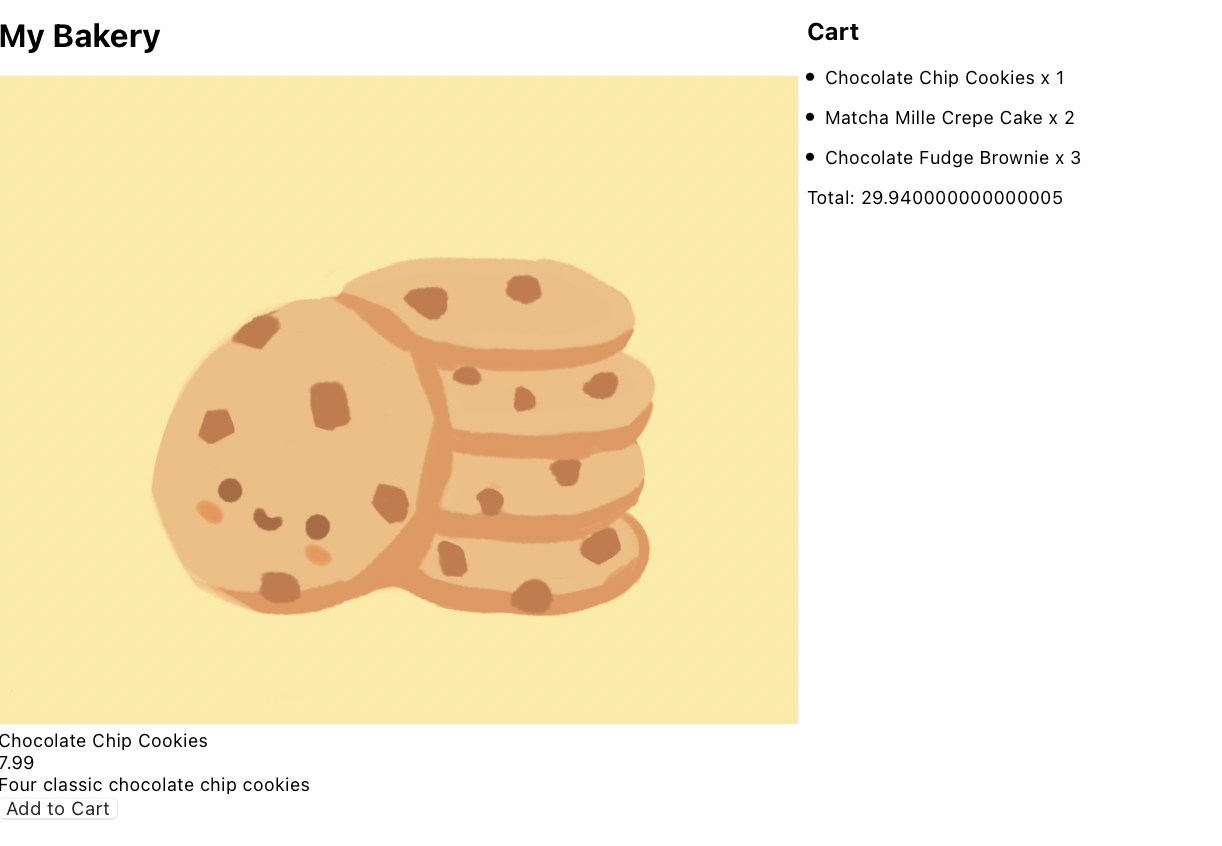 My Bakery
Chocolate Chip Cookies
7.99
Four classic chocolate chip cookies
Add to Cart
Cart
Chocolate Chip Cookies x 1
Matcha Mille Crepe Cake x 2
Chocolate Fudge Brownie x 3
Total: 29.940000000000005